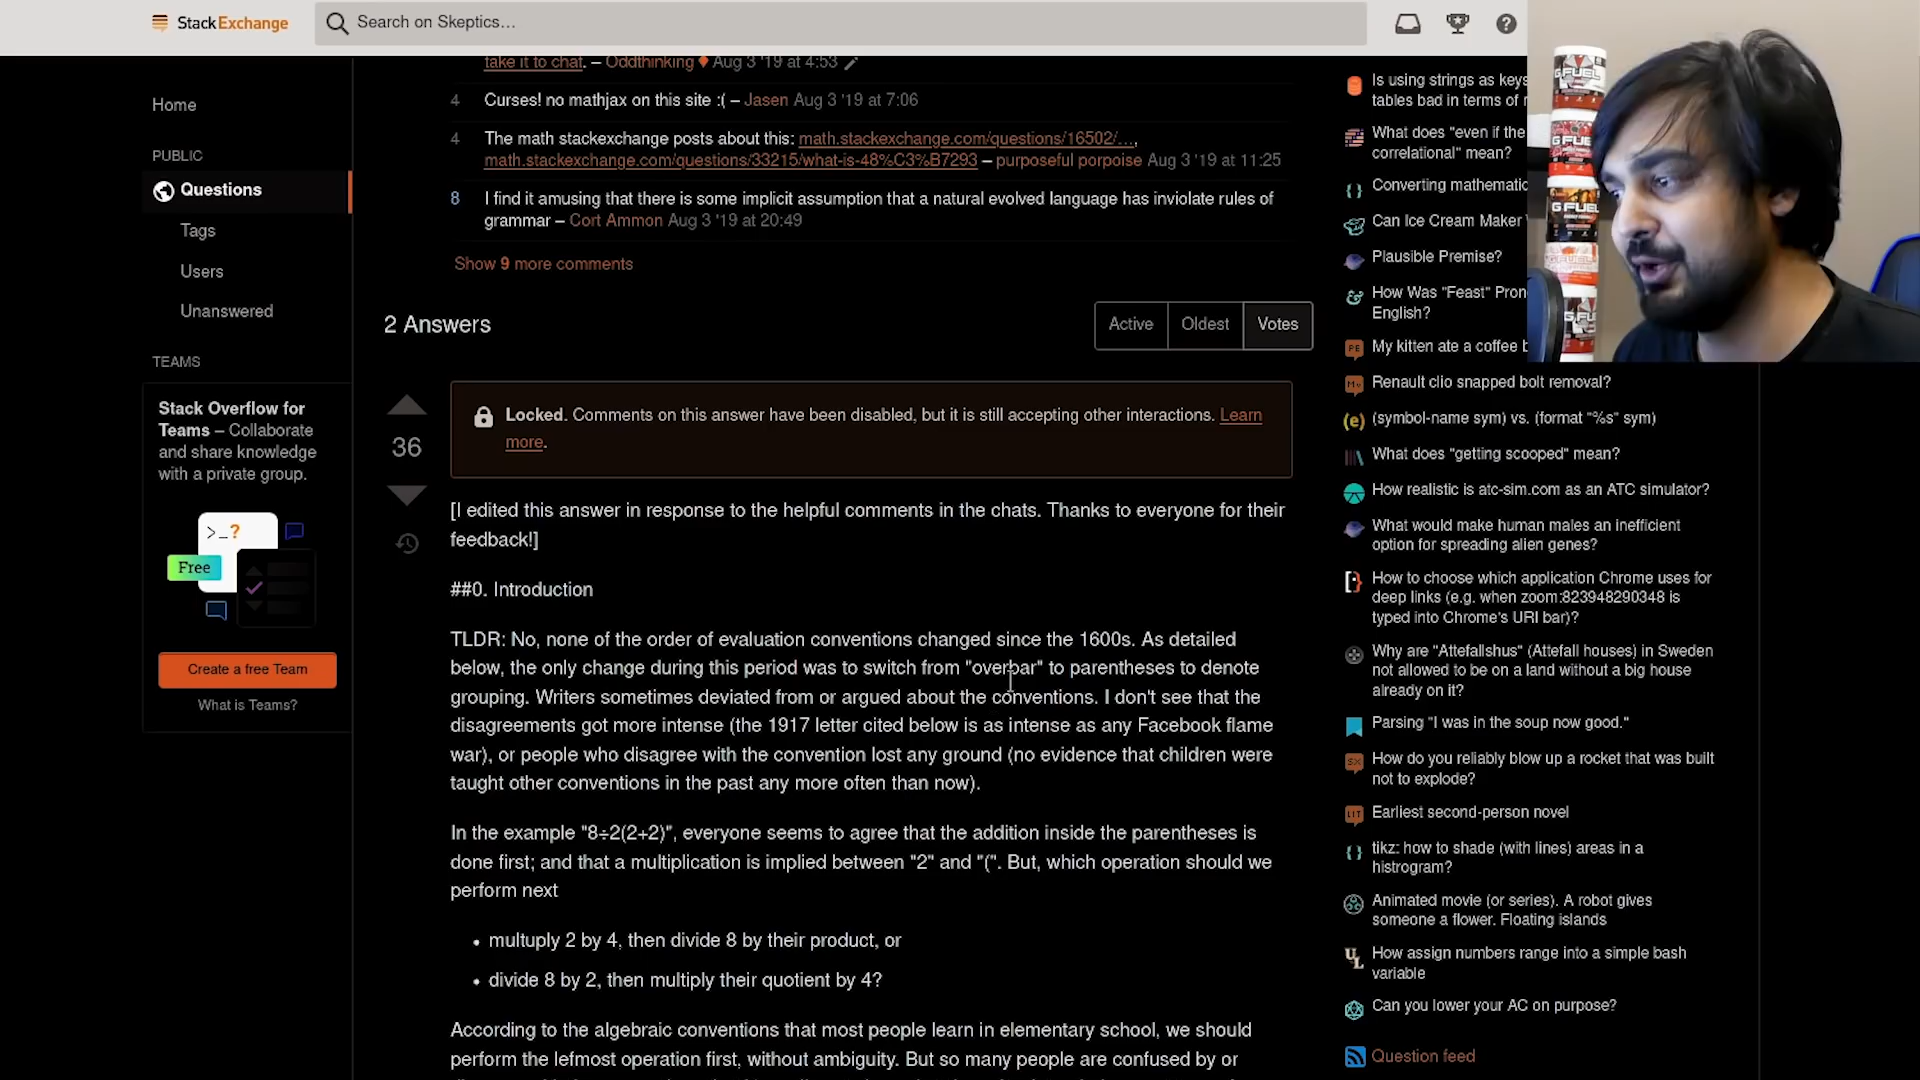 StackExchange
Search on Skeptics...
take it to chat. – Oddthinking ♦ Aug 3 '19 at 4:53
4 Curses! no mathjax on this site :( – Jasen Aug 3 '19 at 7:06
4 The math stackexchange posts about this: math.stackexchange.com/questions/16502/...,
math.stackexchange.com/questions/33215/what-is-48%C3%B7293 – purposeful porpoise Aug 3 '19 at 11:25
8 I find it amusing that there is some implicit assumption that a natural evolved language has inviolate rules of
grammar – Cort Ammon Aug 3 '19 at 20:49
Show 9 more comments
Home
PUBLIC
Questions
Tags
Users
Unanswered
TEAMS
Stack Overflow for
Teams – Collaborate
and share knowledge
with a private group.
>_?
Free
Create a free Team
What is Teams?
2 Answers
Active
Oldest
Votes
36
Locked. Comments on this answer have been disabled, but it is still accepting other interactions. Learn
more.
[I edited this answer in response to the helpful comments in the chats. Thanks to everyone for their
feedback!]
##0. Introduction
TLDR: No, none of the order of evaluation conventions changed since the 1600s. As detailed
below, the only change during this period was to switch from "overbar" to parentheses to denote
grouping. Writers sometimes deviated from or argued about the conventions. I don't see that the
disagreements got more intense (the 1917 letter cited below is as intense as any Facebook flame
war), or people who disagree with the convention lost any ground (no evidence that children were
taught other conventions in the past any more often than now).
In the example "8÷2(2+2)", everyone seems to agree that the addition inside the parentheses is
done first; and that a multiplication is implied between "2" and "(". But, which operation should we
perform next
• multuply 2 by 4, then divide 8 by their product, or
• divide 8 by 2, then multiply their quotient by 4?
According to the algebraic conventions that most people learn in elementary school, we should
perform the lefmost operation first, without ambiguity. But so many people are confused by or
Is using strings as keys
tables bad in terms of
What does "even if the
correlational" mean?
Converting mathematic
Can Ice Cream Maker
Plausible Premise?
How Was "Feast" Pron
English?
PE My kitten ate a coffee b
Mv Renault clio snapped bolt removal?
(e) (symbol-name sym) vs. (format "%s" sym)
What does "getting scooped" mean?
How realistic is atc-sim.com as an ATC simulator?
What would make human males an inefficient
option for spreading alien genes?
How to choose which application Chrome uses for
deep links (e.g. when zoom:823948290348 is
typed into Chrome's URI bar)?
Why are "Attefallshus" (Attefall houses) in Sweden
not allowed to be on a land without a big house
already on it?
Parsing "I was in the soup now good."
SX How do you reliably blow up a rocket that was built
not to explode?
LIT Earliest second-person novel
{} tikz: how to shade (with lines) areas in a
histrogram?
Animated movie (or series). A robot gives
someone a flower. Floating islands
UL How assign numbers range into a simple bash
variable
Can you lower your AC on purpose?
Question feed
G FUEL
G FUE
G FUEL